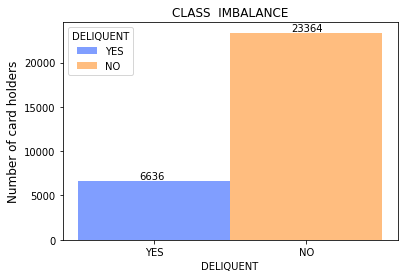 CLASS  IMBALANCE
DELIQUENT
YES
NO
23364
6636
Number of card holders
20000
15000
10000
5000
0
YES
NO
DELIQUENT